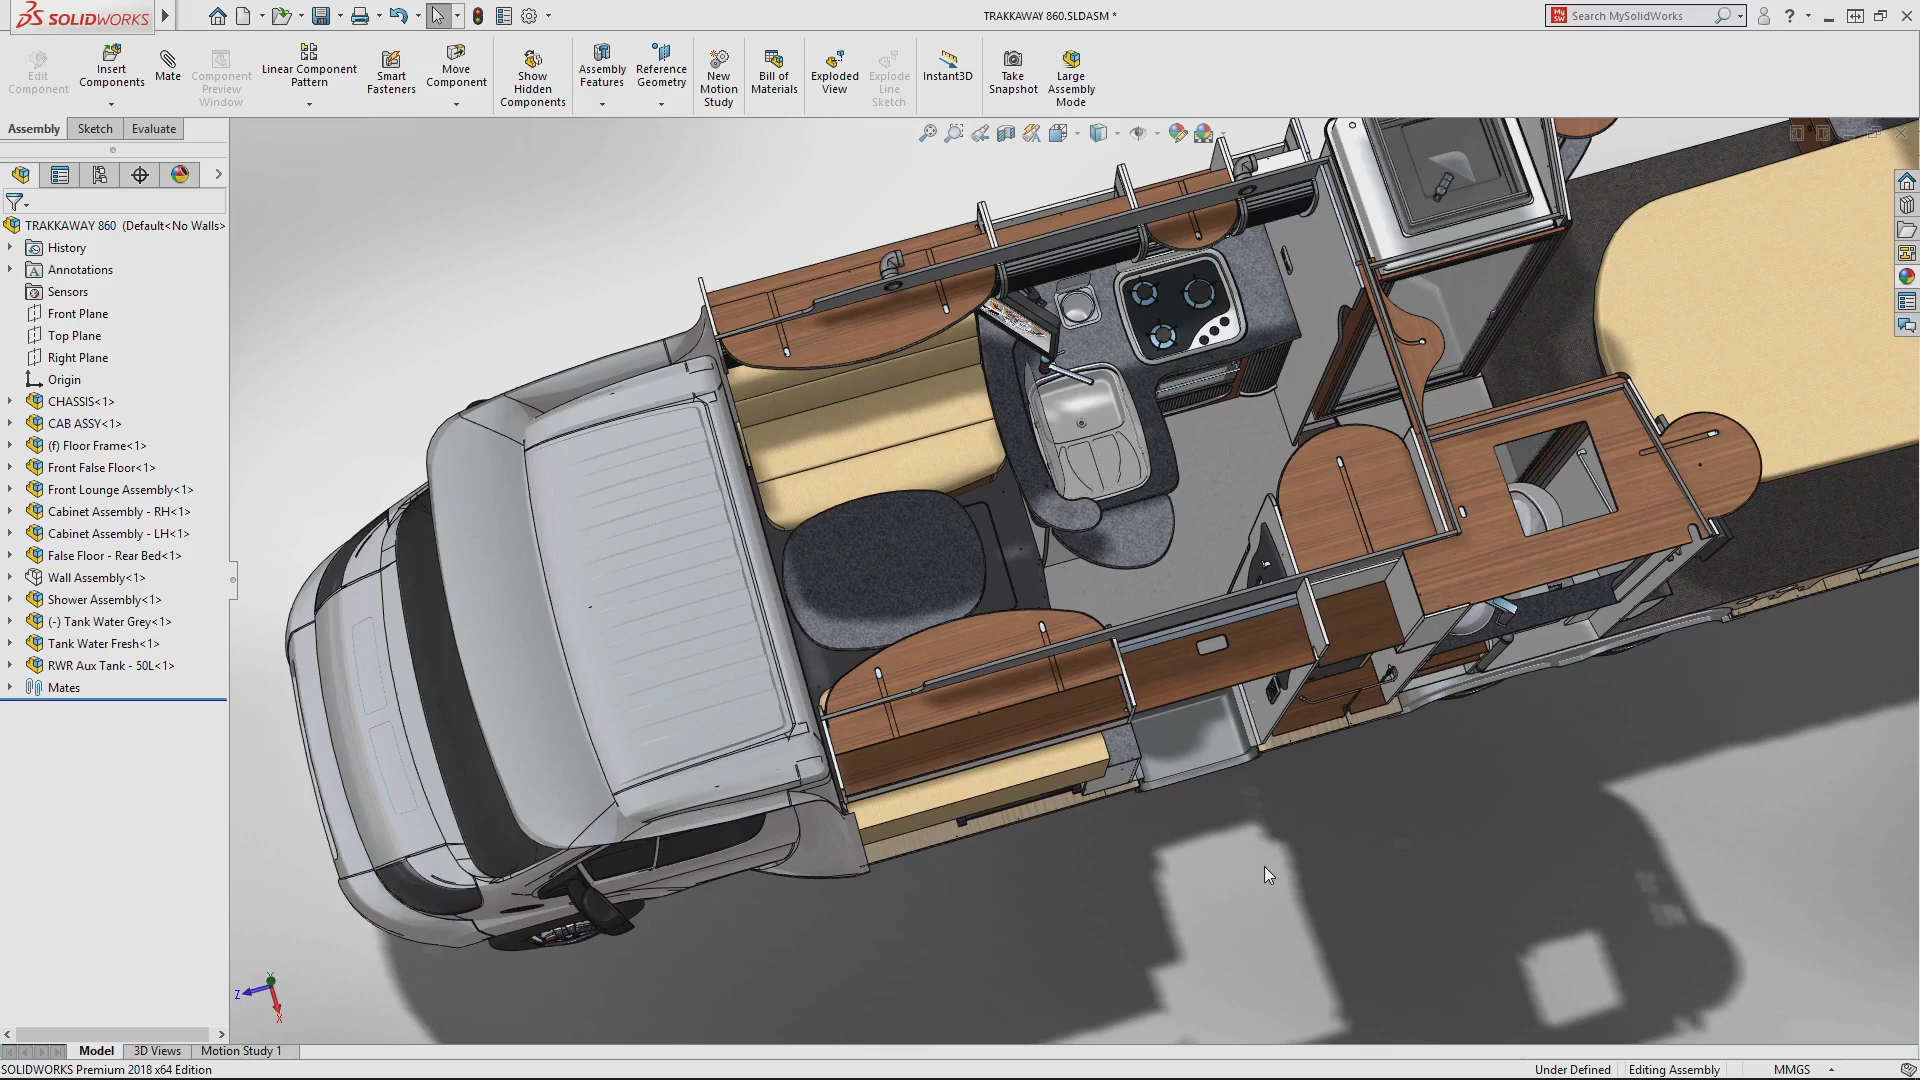 SOLIDWORKS
TRAKKAWAY 860.SLDASM *
Search MySolidWorks
Edit Component
Insert Components
Mate
Component Preview Window
Linear Component Pattern
Smart Fasteners
Move Component
Show Hidden Components
Assembly Features
Reference Geometry
New Motion Study
Bill of Materials
Exploded View
Explode Line Sketch
Instant3D
Take Snapshot
Large Assembly Mode
Assembly
Sketch
Evaluate
TRAKKAWAY 860 (Default<No Walls>
History
Annotations
Sensors
Front Plane
Top Plane
Right Plane
Origin
CHASSIS<1>
CAB ASSY<1>
(f) Floor Frame<1>
Front False Floor<1>
Front Lounge Assembly<1>
Cabinet Assembly - RH<1>
Cabinet Assembly - LH<1>
False Floor - Rear Bed<1>
Wall Assembly<1>
Shower Assembly<1>
(-) Tank Water Grey<1>
Tank Water Fresh<1>
RWR Aux Tank - 50L<1>
Mates
Y
Z
X
Model
3D Views
Motion Study 1
SOLIDWORKS Premium 2018 x64 Edition
Under Defined
Editing Assembly
MMGS